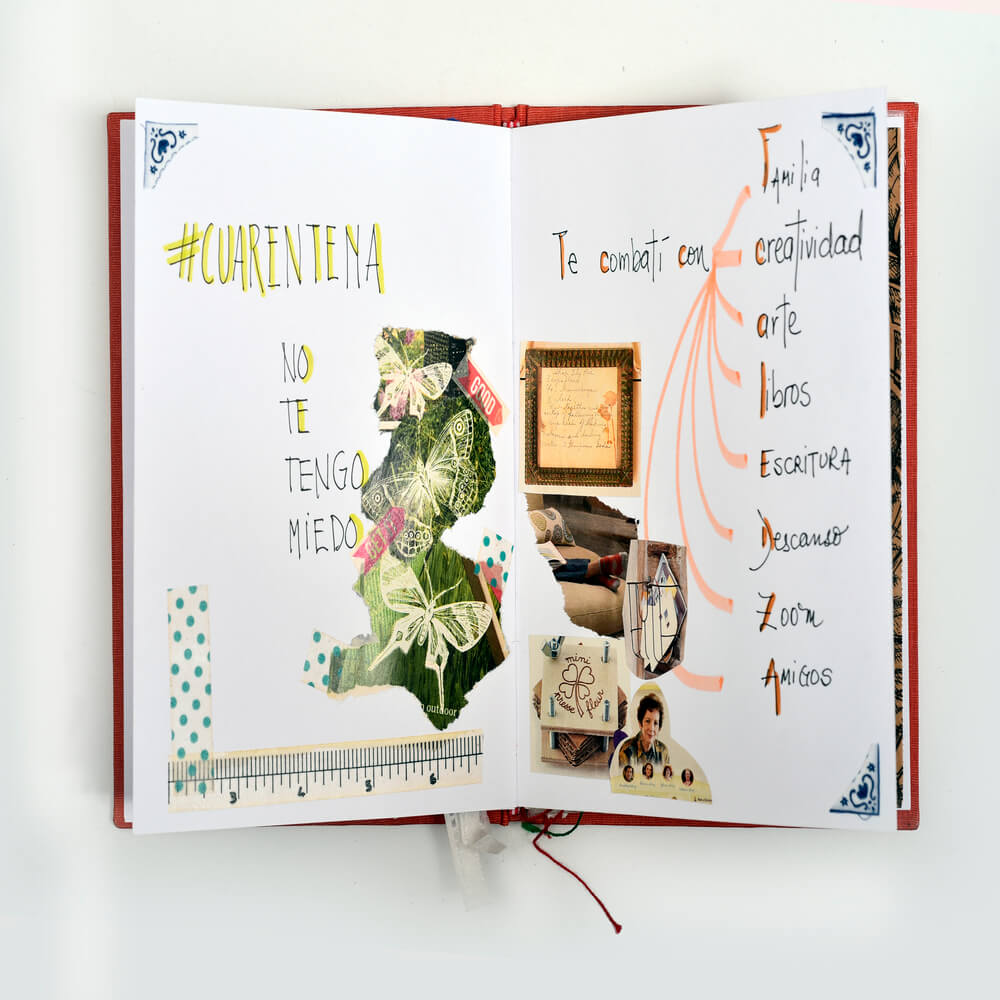 #CUARENTENA
NO
TE
TENGO
MIEDO
GOOD
outdoor
3 4 5 6
Te combatí con
Familia
creatividad
arte
libros
ESCRITURA
Descanso
Zoom
AMIGOS
mini
presse fleur